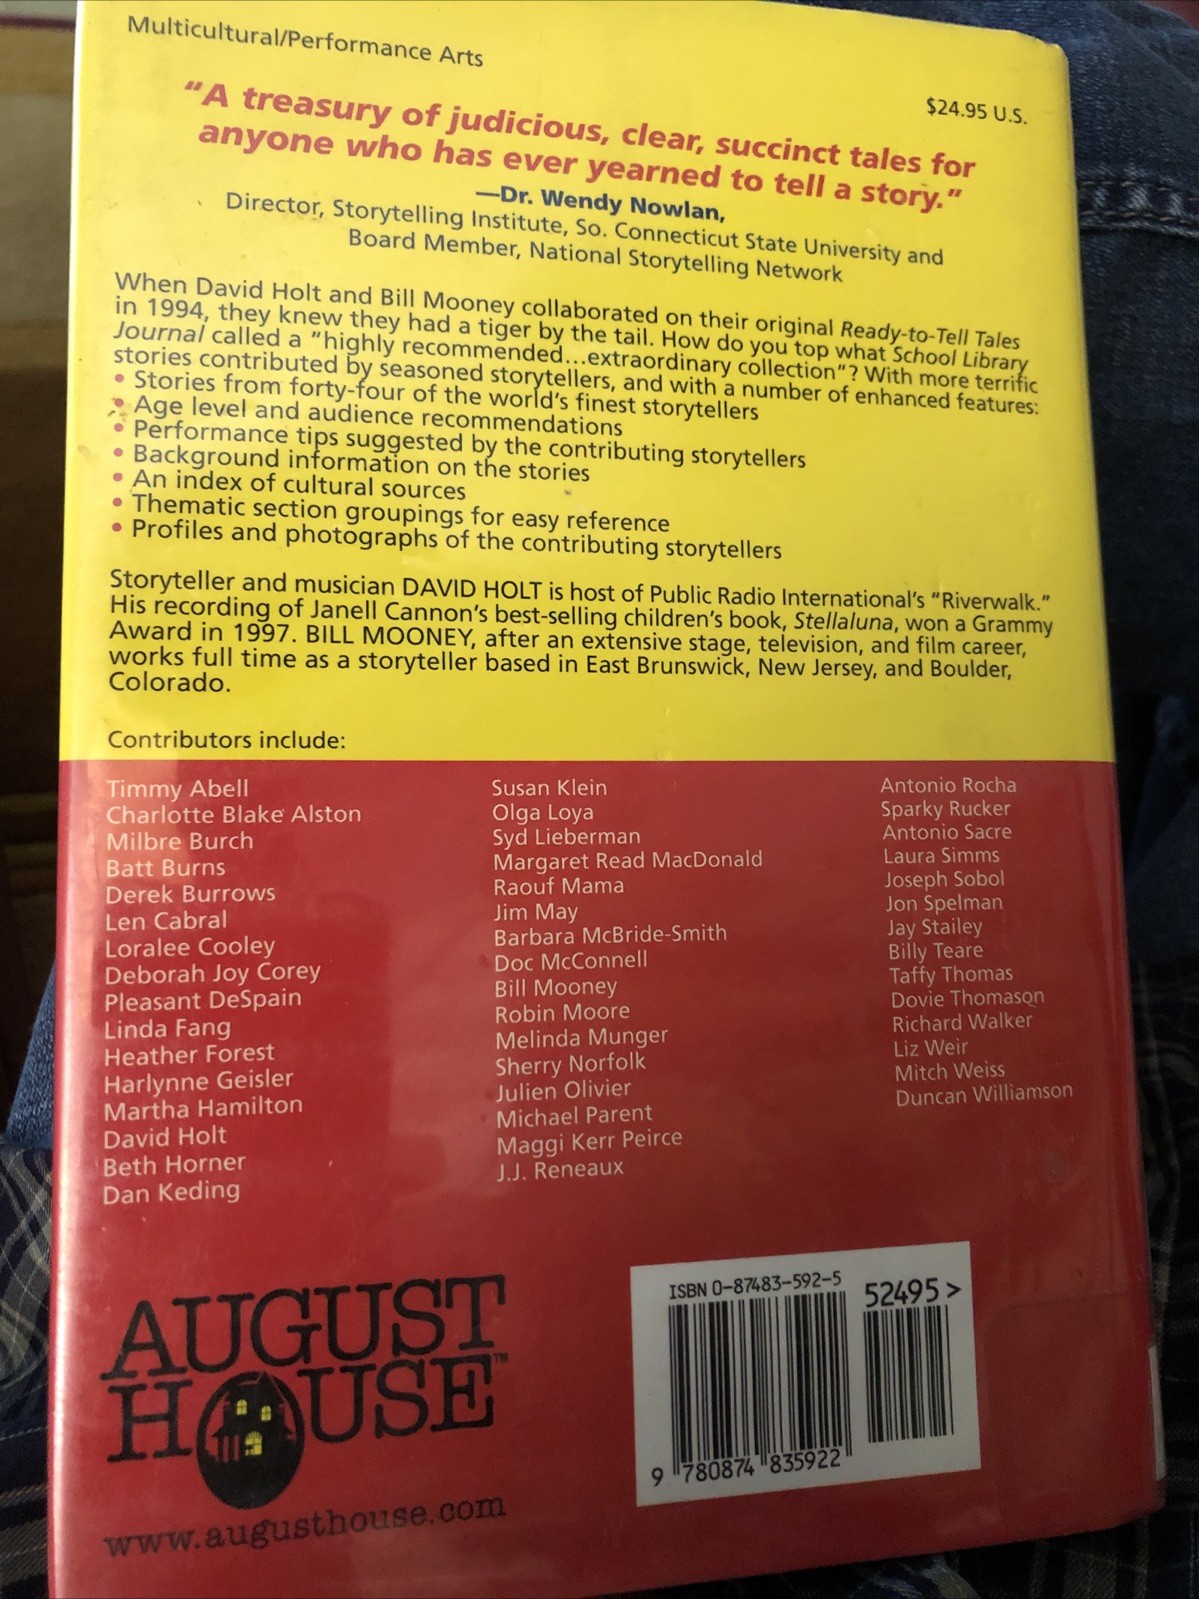 Multicultural/Performance Arts
$24.95 U.S.
"A treasury of judicious, clear, succinct tales for
anyone who has ever yearned to tell a story."
—Dr. Wendy Nowlan,
Director, Storytelling Institute, So. Connecticut State University and
Board Member, National Storytelling Network
When David Holt and Bill Mooney collaborated on their original Ready-to-Tell Tales
in 1994, they knew they had a tiger by the tail. How do you top what School Library
Journal called a "highly recommended...extraordinary collection"? With more terrific
stories contributed by seasoned storytellers, and with a number of enhanced features:
• Stories from forty-four of the world's finest storytellers
• Age level and audience recommendations
• Performance tips suggested by the contributing storytellers
• Background information on the stories
• An index of cultural sources
• Thematic section groupings for easy reference
• Profiles and photographs of the contributing storytellers
Storyteller and musician DAVID HOLT is host of Public Radio International's "Riverwalk."
His recording of Janell Cannon's best-selling children's book, Stellaluna, won a Grammy
Award in 1997. BILL MOONEY, after an extensive stage, television, and film career,
works full time as a storyteller based in East Brunswick, New Jersey, and Boulder,
Colorado.
Contributors include:
Timmy Abell
Charlotte Blake Alston
Milbre Burch
Batt Burns
Derek Burrows
Len Cabral
Loralee Cooley
Deborah Joy Corey
Pleasant DeSpain
Linda Fang
Heather Forest
Harlynne Geisler
Martha Hamilton
David Holt
Beth Horner
Dan Keding
Susan Klein
Olga Loya
Syd Lieberman
Margaret Read MacDonald
Raouf Mama
Jim May
Barbara McBride-Smith
Doc McConnell
Bill Mooney
Robin Moore
Melinda Munger
Sherry Norfolk
Julien Olivier
Michael Parent
Maggi Kerr Peirce
J.J. Reneaux
Antonio Rocha
Sparky Rucker
Antonio Sacre
Laura Simms
Joseph Sobol
Jon Spelman
Jay Stailey
Billy Teare
Taffy Thomas
Dovie Thomason
Richard Walker
Liz Weir
Mitch Weiss
Duncan Williamson
AUGUST
HOUSE™
www.augusthouse.com
ISBN 0-87483-592-5
52495>
9 780874 835922